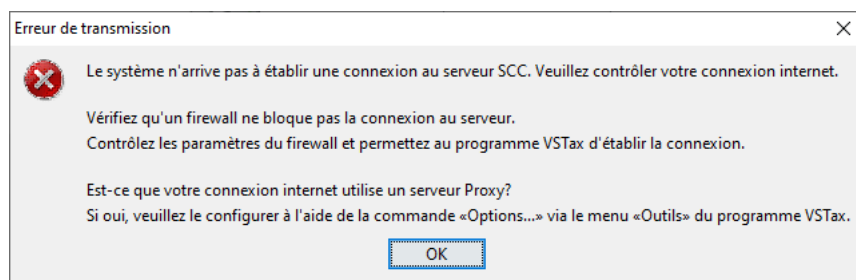 Erreur de transmission
Le système n'arrive pas à établir une connexion au serveur SCC. Veuillez contrôler votre connexion internet.
Vérifiez qu'un firewall ne bloque pas la connexion au serveur.
Contrôlez les paramètres du firewall et permettez au programme VSTax d'établir la connexion.
Est-ce que votre connexion internet utilise un serveur Proxy?
Si oui, veuillez le configurer à l'aide de la commande «Options...» via le menu «Outils» du programme VSTax.
OK